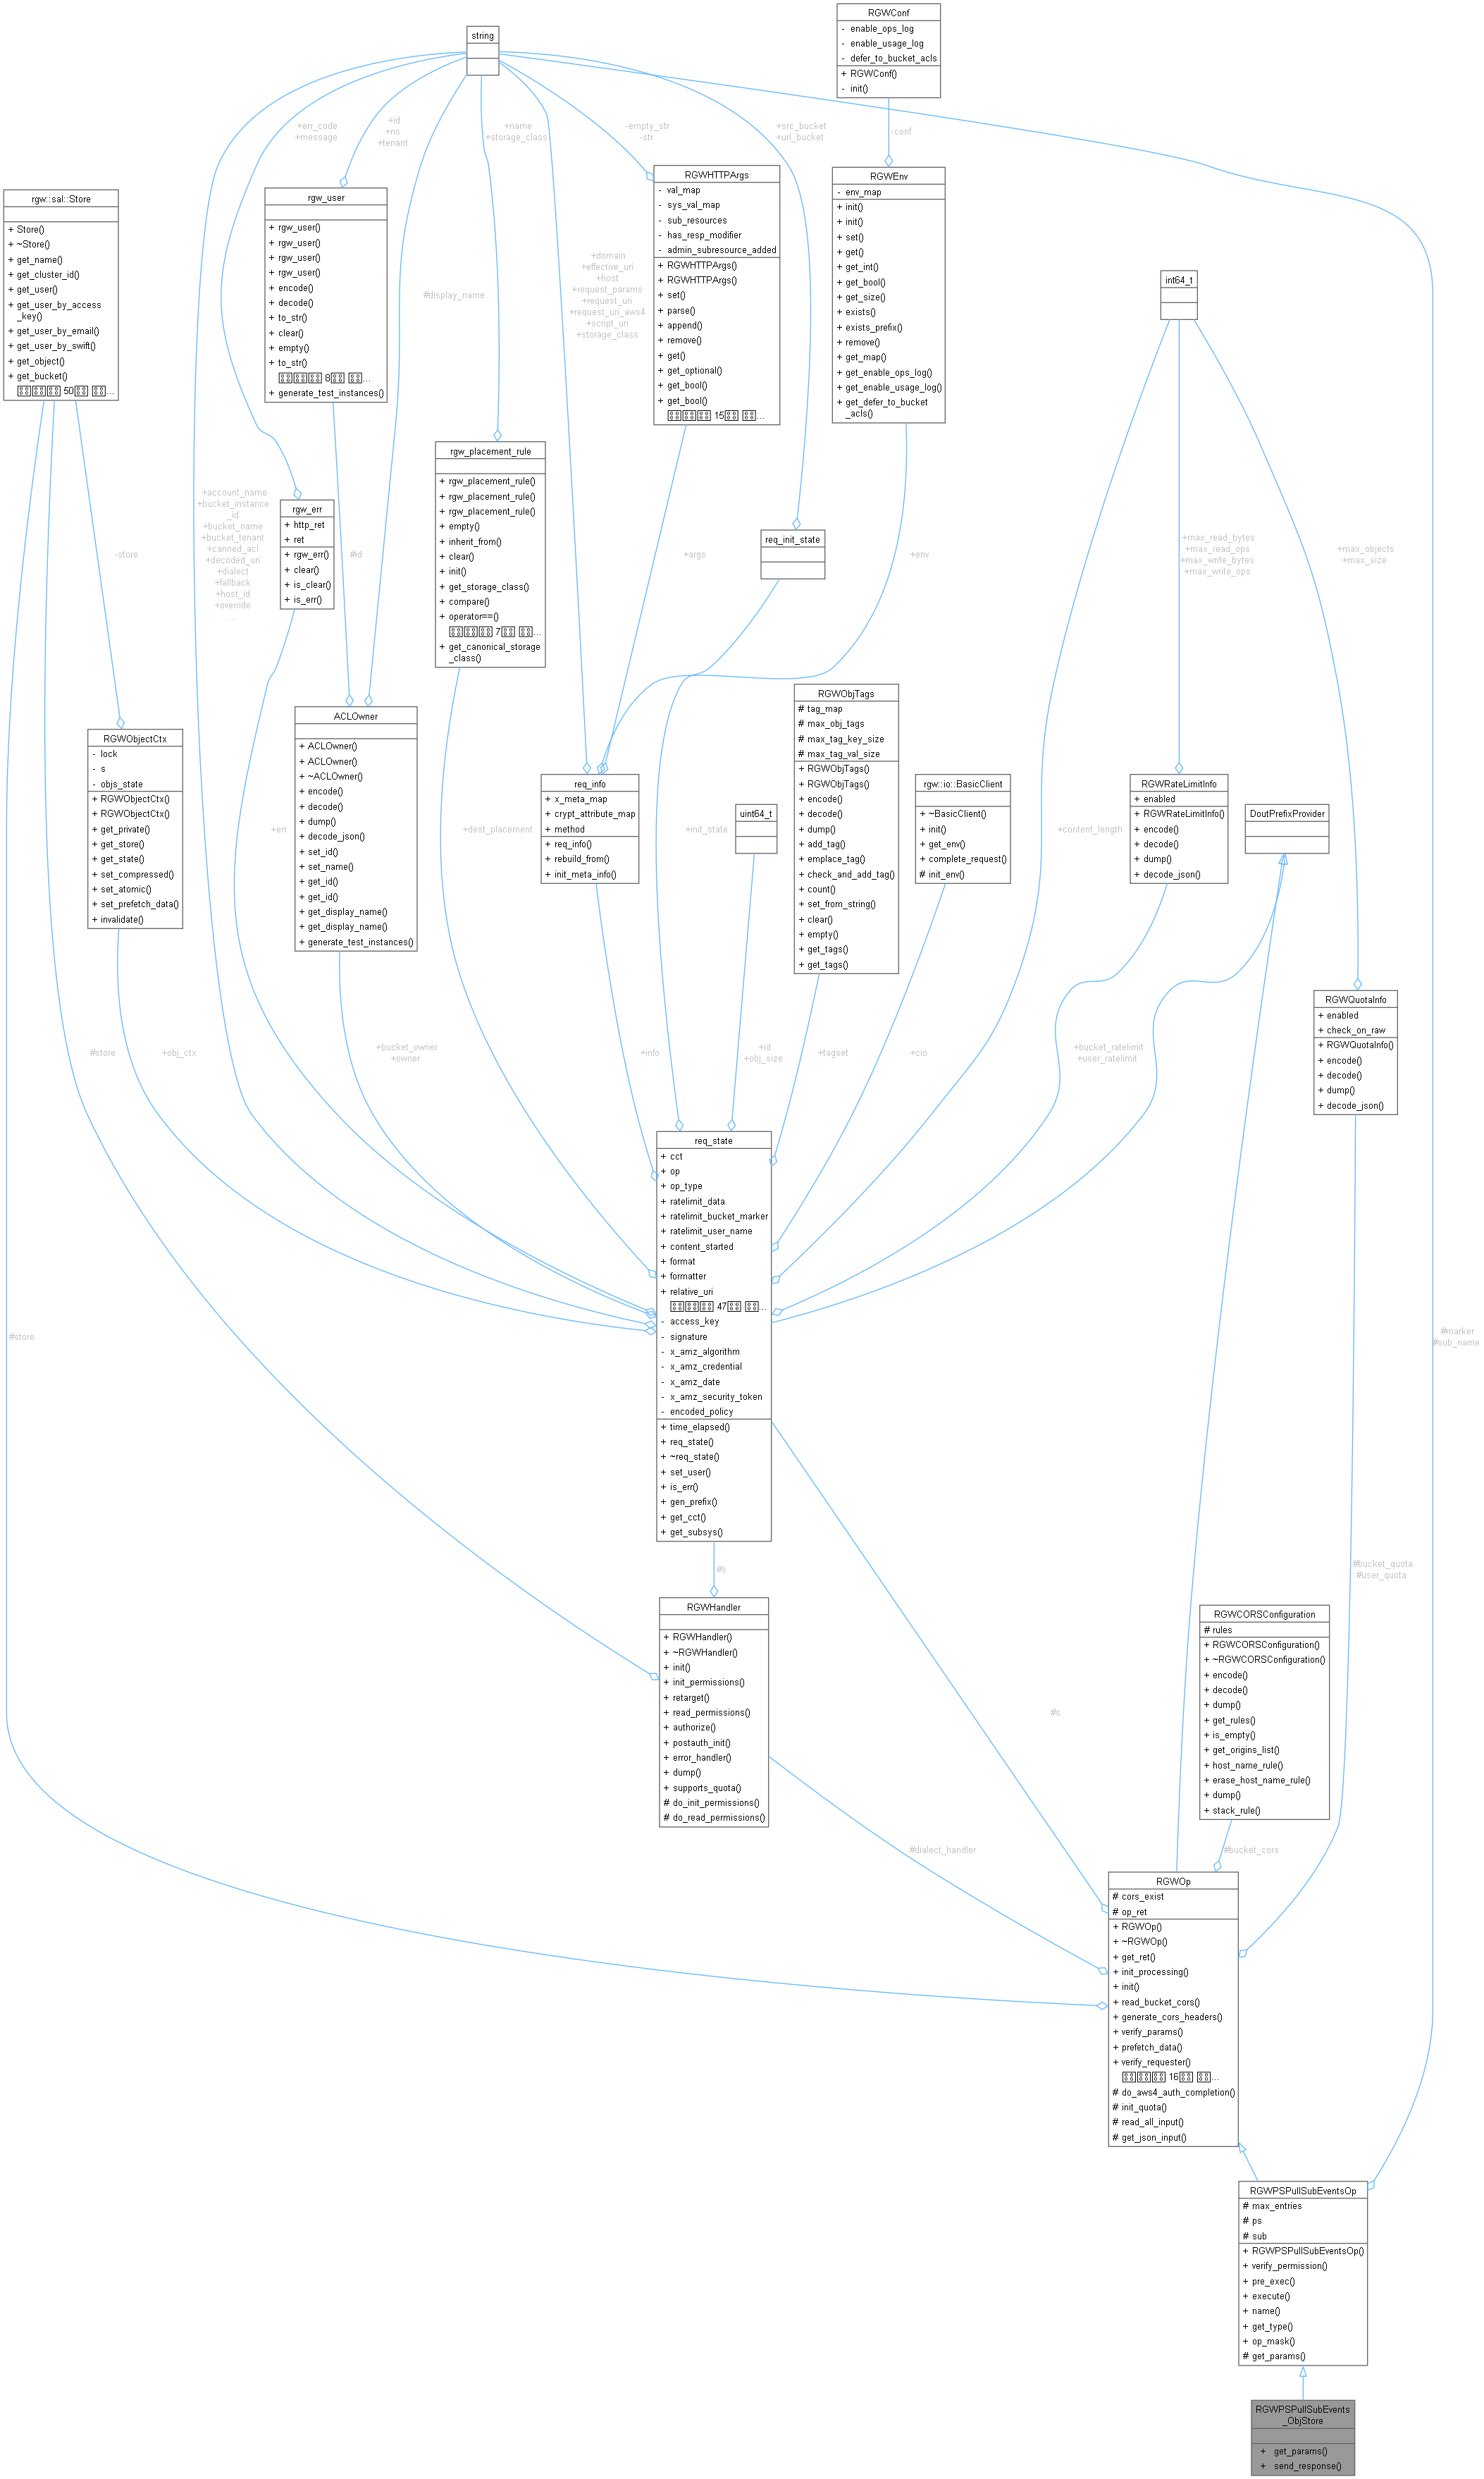 RGWConf
- enable_ops_log
- enable_usage_log
- defer_to_bucket_acls
+ RGWConf()
- init()
string
+err_code
+message
+id
+ns
+tenant
+name
+storage_class
-empty_str
-str
+src_bucket
+url_bucket
-conf
rgw::sal::Store
+ Store()
+ ~Store()
+ get_name()
+ get_cluster_id()
+ get_user()
+ get_user_by_access
_key()
+ get_user_by_email()
+ get_user_by_swift()
+ get_object()
+ get_bucket()
50 ...
rgw_user
+ rgw_user()
+ rgw_user()
+ rgw_user()
+ rgw_user()
+ encode()
+ decode()
+ to_str()
+ clear()
+ empty()
+ to_str()
8 ...
+ generate_test_instances()
#display_name
+domain
+effective_uri
+host
+request_params
+request_uri
+request_uri_aws4
+script_uri
+storage_class
RGWHTTPArgs
- val_map
- sys_val_map
- sub_resources
- has_resp_modifier
- admin_subresource_added
+ RGWHTTPArgs()
+ RGWHTTPArgs()
+ set()
+ parse()
+ append()
+ remove()
+ get()
+ get_optional()
+ get_bool()
+ get_bool()
15 ...
RGWEnv
- env_map
+ init()
+ init()
+ set()
+ get()
+ get_int()
+ get_bool()
+ get_size()
+ exists()
+ exists_prefix()
+ remove()
+ get_map()
+ get_enable_ops_log()
+ get_enable_usage_log()
+ get_defer_to_bucket
_acls()
int64_t
rgw_placement_rule
+ rgw_placement_rule()
+ rgw_placement_rule()
+ rgw_placement_rule()
+ empty()
+ inherit_from()
+ clear()
+ init()
+ get_storage_class()
+ compare()
+ operator==()
7 ...
+ get_canonical_storage
_class()
+account_name
+bucket_instance
_id
+bucket_name
+bucket_tenant
+canned_acl
+decoded_uri
+dialect
+fallback
+host_id
+override
...
rgw_err
+ http_ret
+ ret
+ rgw_err()
+ clear()
+ is_clear()
+ is_err()
-store
#id
+args
req_init_state
+env
+max_read_bytes
+max_read_ops
+max_write_bytes
+max_write_ops
+max_objects
+max_size
RGWObjectCtx
- lock
- s
- objs_state
+ RGWObjectCtx()
+ RGWObjectCtx()
+ get_private()
+ get_store()
+ get_state()
+ set_compressed()
+ set_atomic()
+ set_prefetch_data()
+ invalidate()
+err
ACLOwner
+ ACLOwner()
+ ACLOwner()
+ ~ACLOwner()
+ encode()
+ decode()
+ dump()
+ decode_json()
+ set_id()
+ set_name()
+ get_id()
+ get_id()
+ get_display_name()
+ get_display_name()
+ generate_test_instances()
+dest_placement
req_info
+ x_meta_map
+ crypt_attribute_map
+ method
+ req_info()
+ rebuild_from()
+ init_meta_info()
+init_state
uint64_t
RGWObjTags
# tag_map
# max_obj_tags
# max_tag_key_size
# max_tag_val_size
+ RGWObjTags()
+ RGWObjTags()
+ encode()
+ decode()
+ dump()
+ add_tag()
+ emplace_tag()
+ check_and_add_tag()
+ count()
+ set_from_string()
+ clear()
+ empty()
+ get_tags()
+ get_tags()
rgw::io::BasicClient
+ ~BasicClient()
+ init()
+ get_env()
+ complete_request()
# init_env()
+content_length
RGWRateLimitInfo
+ enabled
+ RGWRateLimitInfo()
+ encode()
+ decode()
+ dump()
+ decode_json()
DoutPrefixProvider
RGWQuotaInfo
+ enabled
+ check_on_raw
+ RGWQuotaInfo()
+ encode()
+ decode()
+ dump()
+ decode_json()
#store
+obj_ctx
+bucket_owner
+owner
+info
+id
+obj_size
+tagset
+cio
+bucket_ratelimit
+user_ratelimit
req_state
+ cct
+ op
+ op_type
+ ratelimit_data
+ ratelimit_bucket_marker
+ ratelimit_user_name
+ content_started
+ format
+ formatter
+ relative_uri
47 ...
- access_key
- signature
- x_amz_algorithm
- x_amz_credential
- x_amz_date
- x_amz_security_token
- encoded_policy
+ time_elapsed()
+ req_state()
+ ~req_state()
+ set_user()
+ is_err()
+ gen_prefix()
+ get_cct()
+ get_subsys()
#store
#marker
#sub_name
#s
#bucket_quota
#user_quota
RGWHandler
+ RGWHandler()
+ ~RGWHandler()
+ init()
+ init_permissions()
+ retarget()
+ read_permissions()
+ authorize()
+ postauth_init()
+ error_handler()
+ dump()
+ supports_quota()
# do_init_permissions()
# do_read_permissions()
#s
RGWCORSConfiguration
# rules
+ RGWCORSConfiguration()
+ ~RGWCORSConfiguration()
+ encode()
+ decode()
+ dump()
+ get_rules()
+ is_empty()
+ get_origins_list()
+ host_name_rule()
+ erase_host_name_rule()
+ dump()
+ stack_rule()
#dialect_handler
#bucket_cors
RGWOp
# cors_exist
# op_ret
+ RGWOp()
+ ~RGWOp()
+ get_ret()
+ init_processing()
+ init()
+ read_bucket_cors()
+ generate_cors_headers()
+ verify_params()
+ prefetch_data()
+ verify_requester()
16 ...
# do_aws4_auth_completion()
# init_quota()
# read_all_input()
# get_json_input()
RGWPSPullSubEventsOp
# max_entries
# ps
# sub
+ RGWPSPullSubEventsOp()
+ verify_permission()
+ pre_exec()
+ execute()
+ name()
+ get_type()
+ op_mask()
# get_params()
RGWPSPullSubEvents
_ObjStore
+ get_params()
+ send_response()